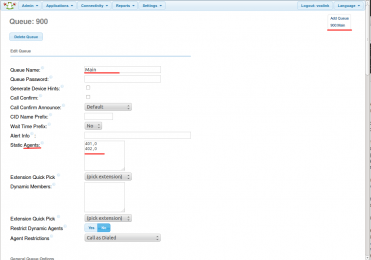 Admin Applications Connectivity Reports Settings Logout: Language
Queue: 900
Add Queue
900 Main
Delete Queue
Edit Queue
Queue Name: Main
Queue Password:
Generate Device Hints:
Call Confirm:
Call Confirm Announce: Default
CID Name Prefix:
Wait Time Prefix: No
Alert Info :
Static Agents: 401,0
402,0
Extension Quick Pick (pick extension)
Dynamic Members:
Extension Quick Pick (pick extension)
Restrict Dynamic Agents Yes No
Agent Restrictions Call as Dialed
General Queue Options